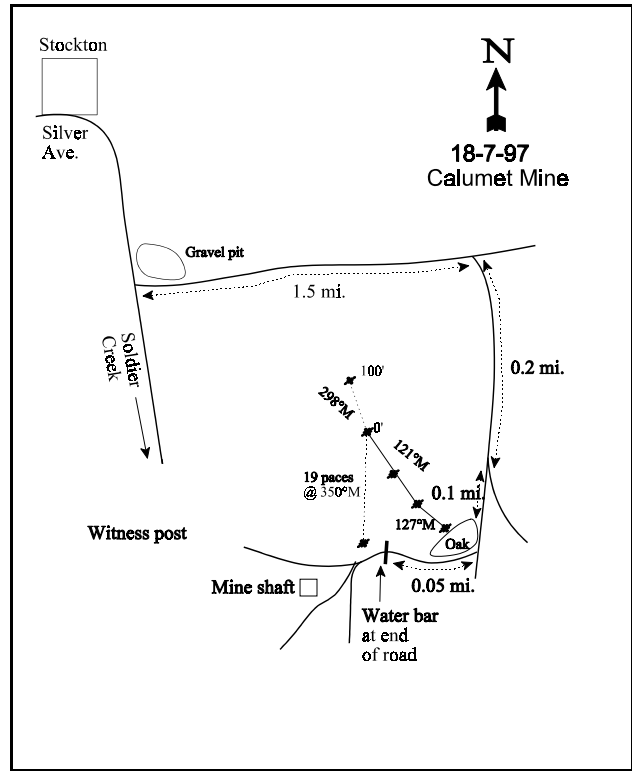 Stockton
Silver
Ave.
N
18-7-97
Calumet Mine
Gravel pit
1.5 mi.
Soldier
Creek
0.2 mi.
100'
298°M
0'
121°M
19 paces
@ 350°M
0.1 mi.
127°M
Oak
Witness post
Mine shaft
0.05 mi.
Water bar
at end
of road